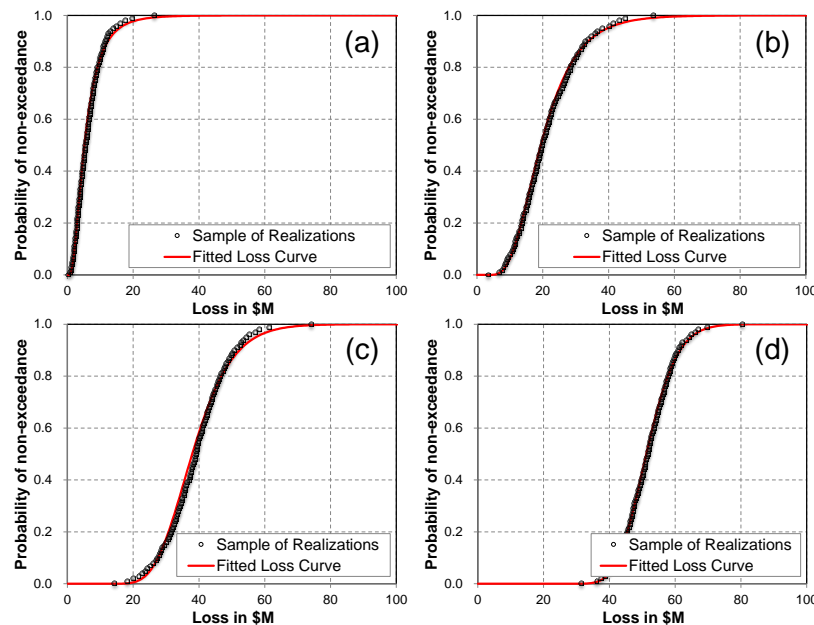 (a)
Probability of non-exceedance
1.0
0.8
0.6
0.4
0.2
0.0
Sample of Realizations
Fitted Loss Curve
0 20 40 60 80 100
Loss in $M
(b)
Probability of non-exceedance
1.0
0.8
0.6
0.4
0.2
0.0
Sample of Realizations
Fitted Loss Curve
0 20 40 60 80 100
Loss in $M
(c)
Probability of non-exceedance
1.0
0.8
0.6
0.4
0.2
0.0
Sample of Realizations
Fitted Loss Curve
0 20 40 60 80 100
Loss in $M
(d)
Probability of non-exceedance
1.0
0.8
0.6
0.4
0.2
0.0
Sample of Realizations
Fitted Loss Curve
0 20 40 60 80 100
Loss in $M